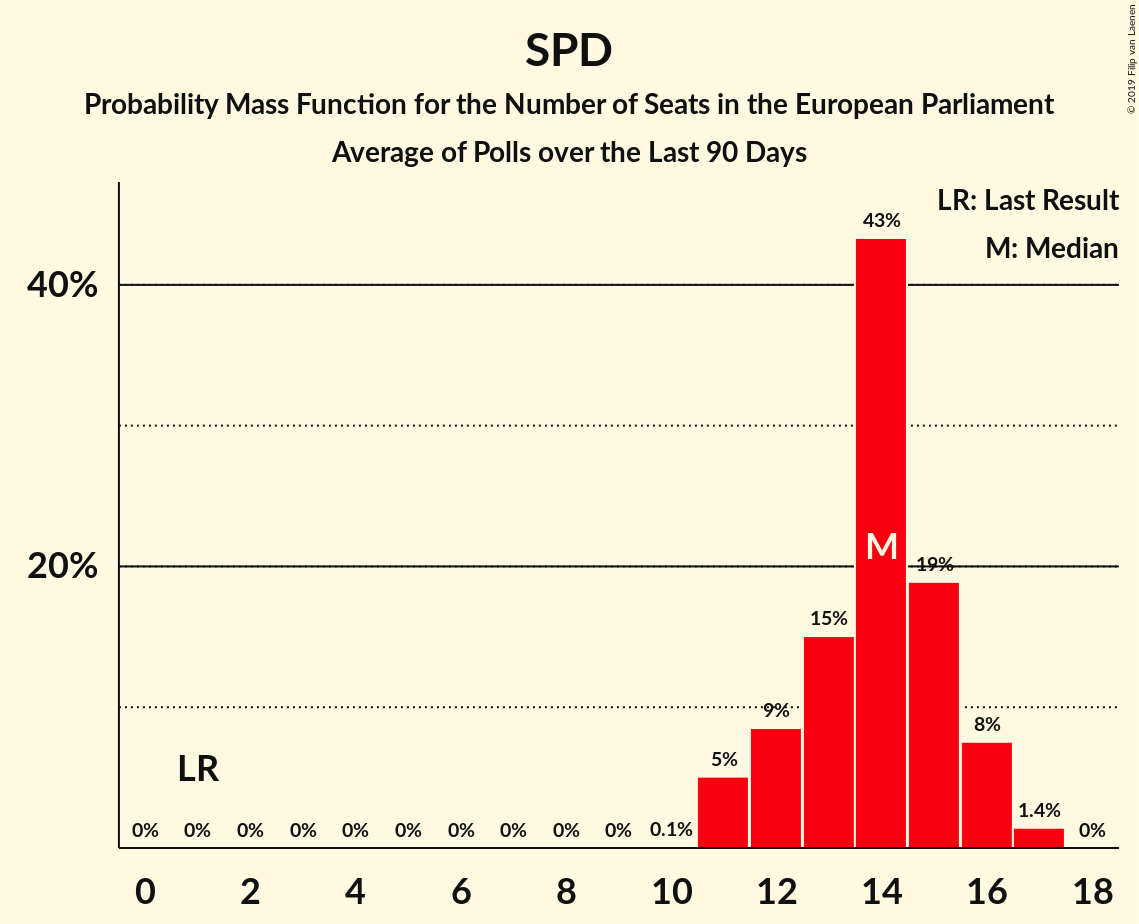 SPD
Probability Mass Function for the Number of Seats in the European Parliament
Average of Polls over the Last 90 Days
© 2019 Filip van Laenen
LR: Last Result
M: Median
43%
40%
M
20%
19%
15%
9%
8%
LR
5%
1.4%
0% 0% 0% 0% 0% 0% 0% 0% 0% 0% 0.1% 0%
0 2 4 6 8 10 12 14 16 18